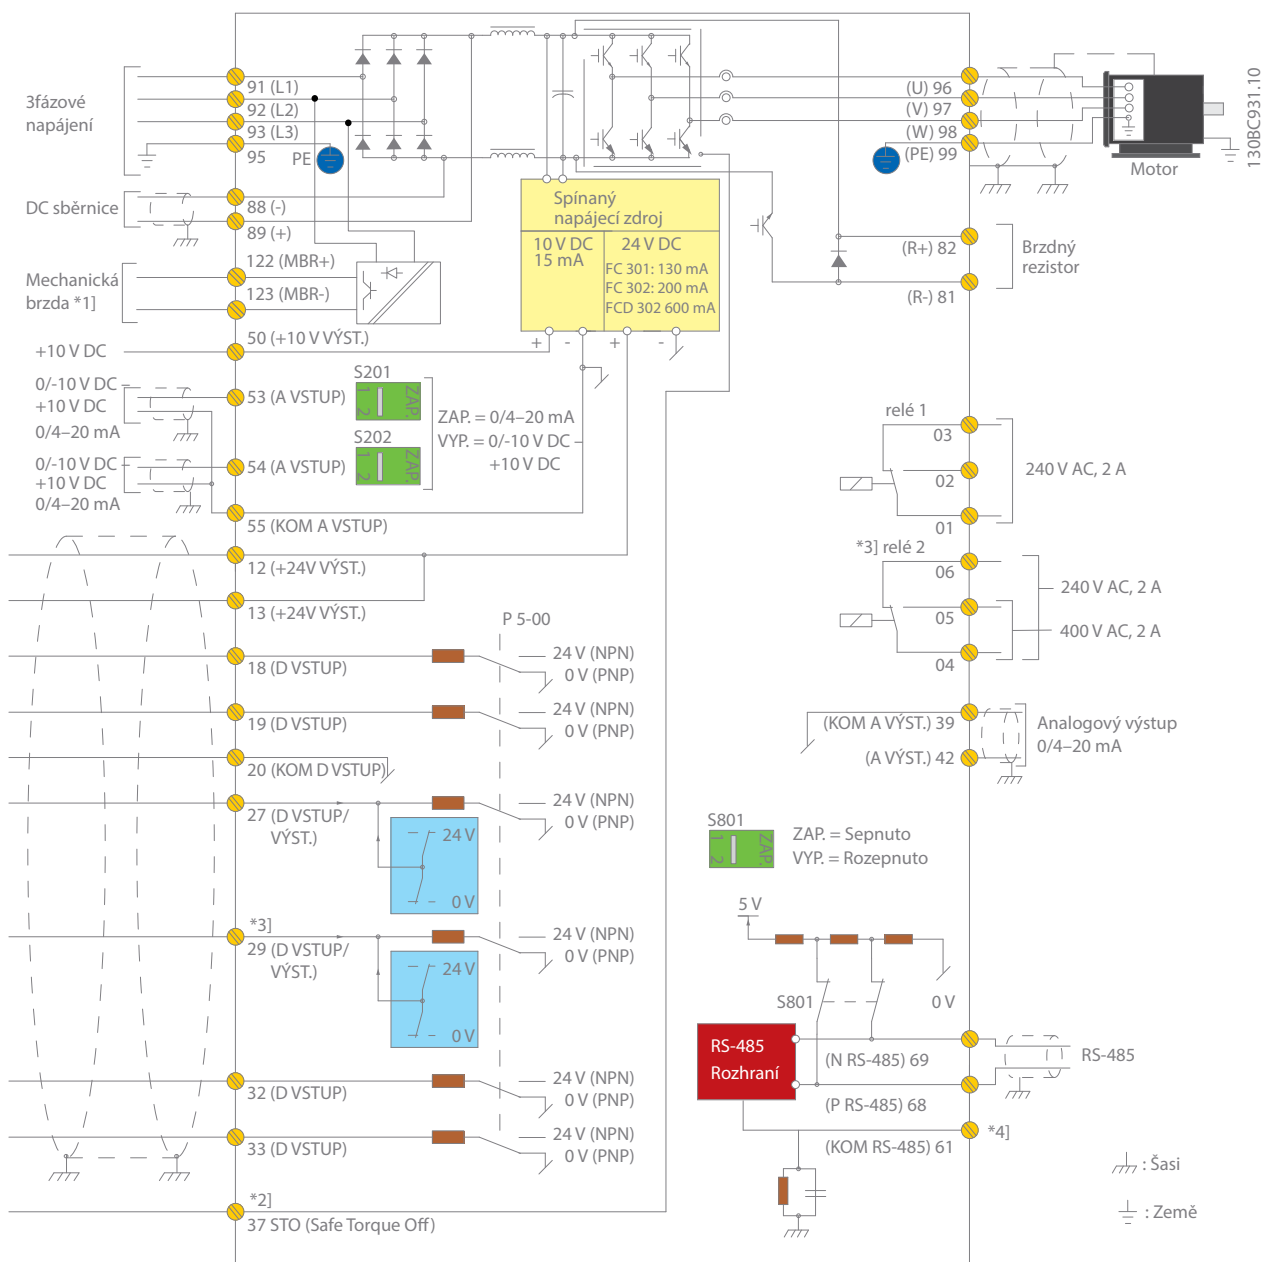 3fázové
napájení
91 (L1)
92 (L2)
93 (L3)
95
PE
DC sběrnice
88 (-)
89 (+)
Mechanická
brzda *1]
122 (MBR+)
123 (MBR-)
+10 V DC
50 (+10 V VÝST.)
0/-10 V DC –
+10 V DC
0/4–20 mA
53 (A VSTUP)
0/-10 V DC–
+10 V DC
0/4–20 mA
54 (A VSTUP)
55 (KOM A VSTUP)
S201
1 2
ZAP.
S202
1 2
ZAP.
ZAP. = 0/4–20 mA
VYP. = 0/-10 V DC –
+10 V DC
Spínaný
napájecí zdroj
10 V DC
15 mA
24 V DC
FC 301: 130 mA
FC 302: 200 mA
FCD 302 600 mA
+ - + -
12 (+24V VÝST.)
13 (+24V VÝST.)
P 5-00
18 (D VSTUP)
24 V (NPN)
0 V (PNP)
19 (D VSTUP)
24 V (NPN)
0 V (PNP)
20 (KOM D VSTUP)
27 (D VSTUP/
VÝST.)
24 V (NPN)
0 V (PNP)
24 V
0 V
*3]
29 (D VSTUP/
VÝST.)
24 V (NPN)
0 V (PNP)
24 V
0 V
32 (D VSTUP)
24 V (NPN)
0 V (PNP)
33 (D VSTUP)
24 V (NPN)
0 V (PNP)
*2]
37 STO (Safe Torque Off)
(U) 96
(V) 97
(W) 98
(PE) 99
Motor
130BC931.10
(R+) 82
(R-) 81
Brzdný
rezistor
relé 1
03
02
01
240 V AC, 2 A
*3] relé 2
06
05
04
240 V AC, 2 A
400 V AC, 2 A
(KOM A VÝST.) 39
(A VÝST.) 42
Analogový výstup
0/4–20 mA
S801
1 2
ZAP.
ZAP. = Sepnuto
VYP. = Rozepnuto
5 V
S801
0 V
RS-485
Rozhraní
(N RS-485) 69
(P RS-485) 68
(KOM RS-485) 61
RS-485
*4]
: Šasi
: Země